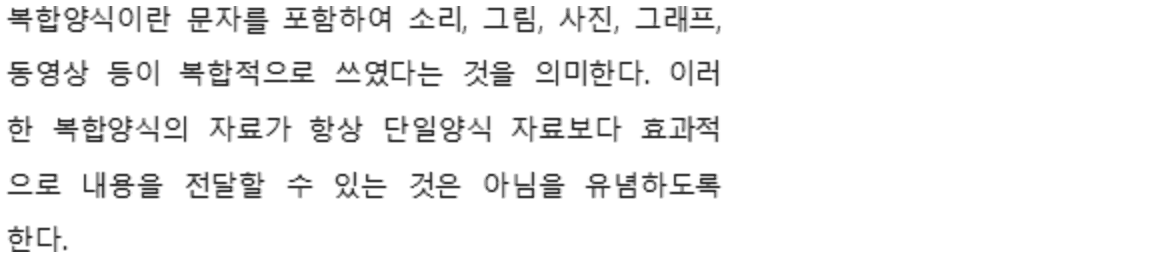 복합양식이란 문자를 포함하여 소리, 그림, 사진, 그래프,
동영상 등이 복합적으로 쓰였다는 것을 의미한다. 이러
한 복합양식의 자료가 항상 단일양식 자료보다 효과적
으로 내용을 전달할 수 있는 것은 아님을 유념하도록
한다.